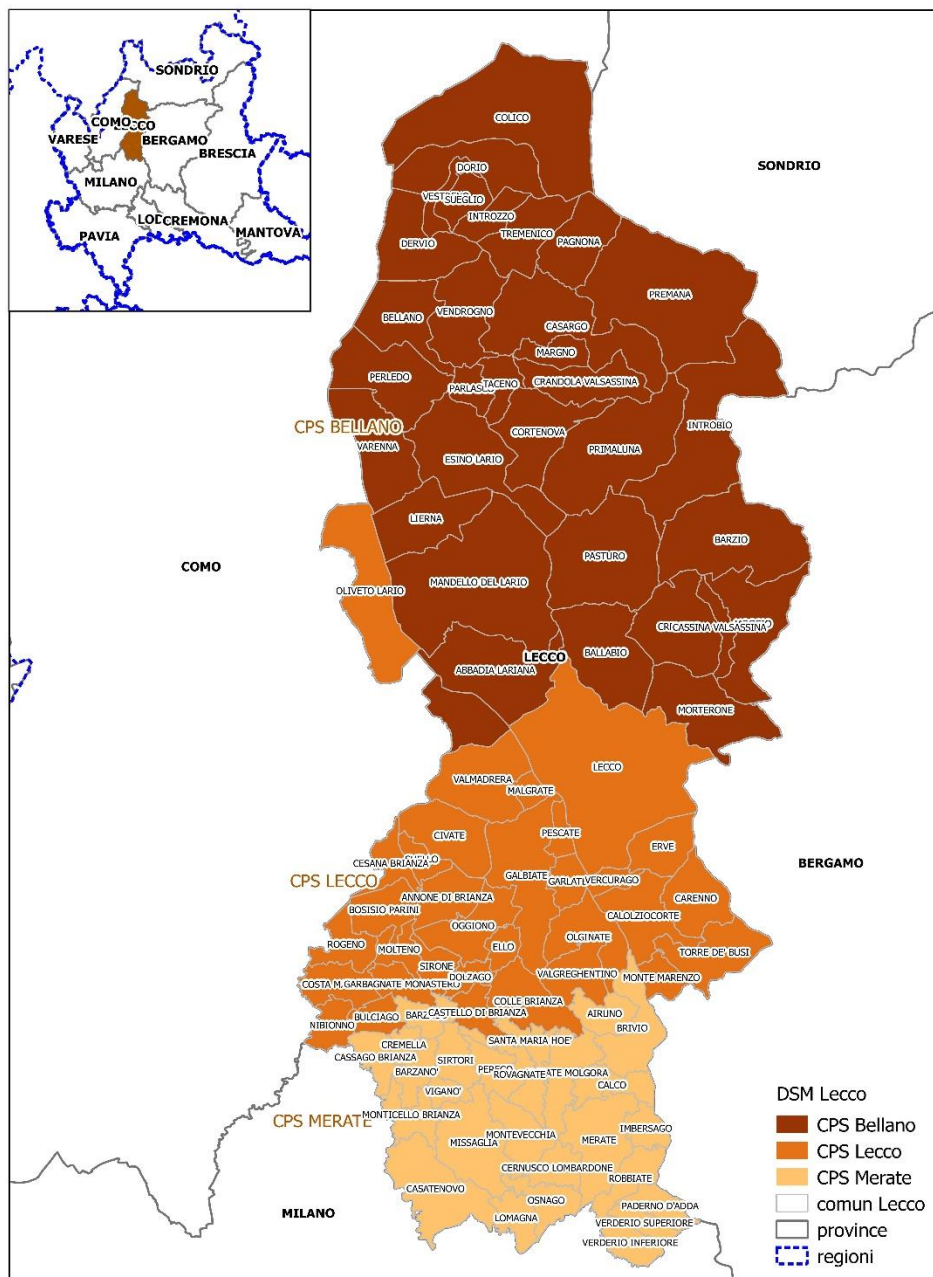 SONDRIO
COMO
LECCO
VARESE
BERGAMO
BRESCIA
MILANO
CREMONA
PAVIA
MANTOVA
COLICO
SONDRIO
DORIO
SUEGLIO
INTROZZO
TREMENICO
DERVIO
PAGNONA
PREMANA
VENDROGNO
BELLANO
CASARGO
MARGNO
PERLEDO
TACENO
CRANDOLA VALSASSINA
CPS BELLANO
INTROBIO
CORTENOVA
VARENNA
PRIMALUNA
ESINO LARIO
LIERNA
BARZIO
PASTURO
COMO
MANDELLO DEL LARIO
OLIVETO LARIO
CASSINA VALSASSINA
BALLABIO
LECCO
ABBADIA LARIANA
MORTERONE
LECCO
VALMADRERA
MALGRATE
PESCATE
CIVATE
ERVE
CESANA BRIANZA
BERGAMO
GALBIATE
VERCURAGO
CPS LECCO
ANNONE DI BRIANZA
CARENNO
BOSISIO PARINI
CALOLZIOCORTE
OGGIONO
OLGINATE
ROGENO
MOLTENO
ELLO
TORRE DE' BUSI
SIRONE
DOLZAGO
VALGREGHENTINO
MONTE MARENZO
COSTA M.
GARBAGNATE MONASTERO
COLLE BRIANZA
CASTELLO DI BRIANZA
AIRUNO
BULCIAGO
NIBIONNO
BRIVIO
SANTA MARIA HOE'
CREMELLA
CASSAGO BRIANZA
SIRTORI
BARZANO'
ROVAGNATE
MOLGORA
CALCO
VIGANO'
MONTICELLO BRIANZA
CPS MERATE
IMBERSAGO
MONTEVECCHIA
MERATE
MISSAGLIA
CERNUSCO LOMBARDONE
ROBBIATE
CASATENOVO
OSNAGO
PADERNO D'ADDA
MILANO
LOMAGNA
VERDERIO SUPERIORE
VERDERIO INFERIORE
DSM Lecco
CPS Bellano
CPS Lecco
CPS Merate
comun Lecco
province
regioni